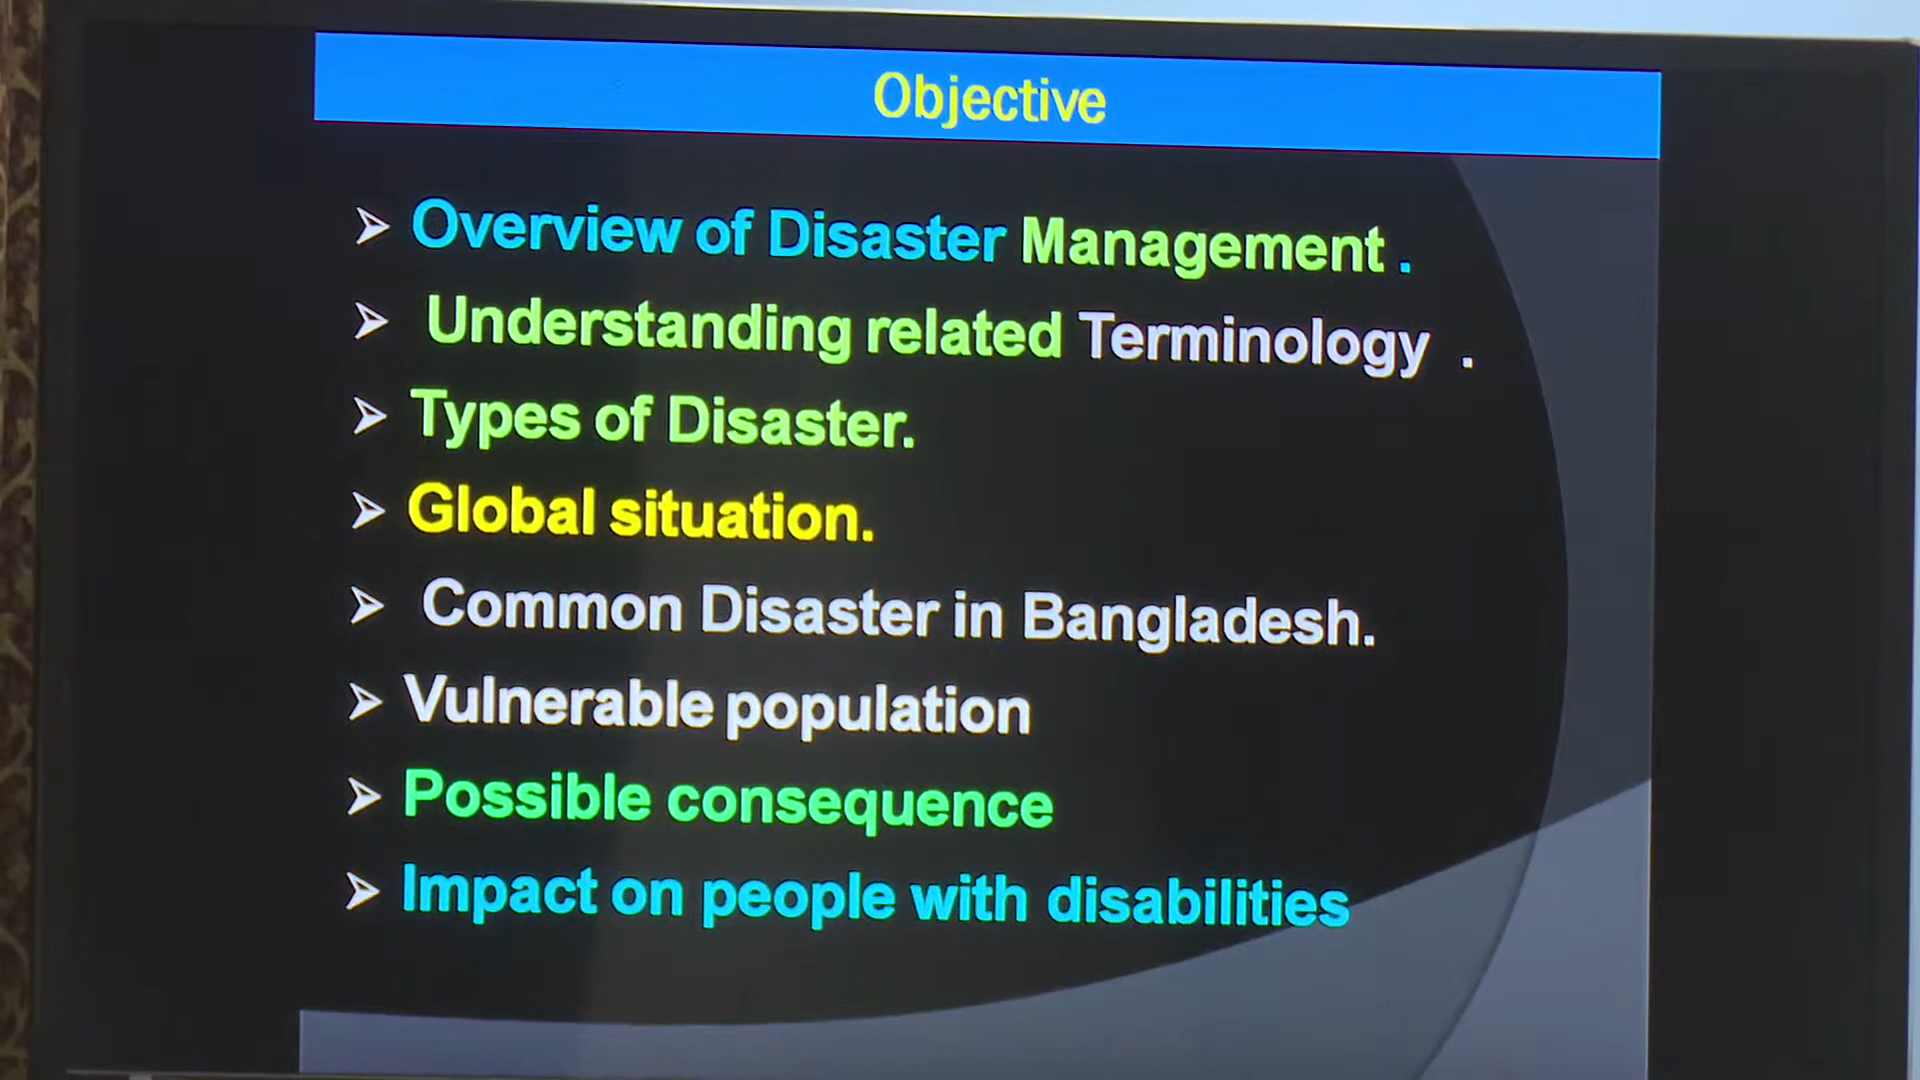 Objective
Overview of Disaster Management .
Understanding related Terminology .
Types of Disaster.
Global situation.
Common Disaster in Bangladesh.
Vulnerable population
Possible consequence
Impact on people with disabilities